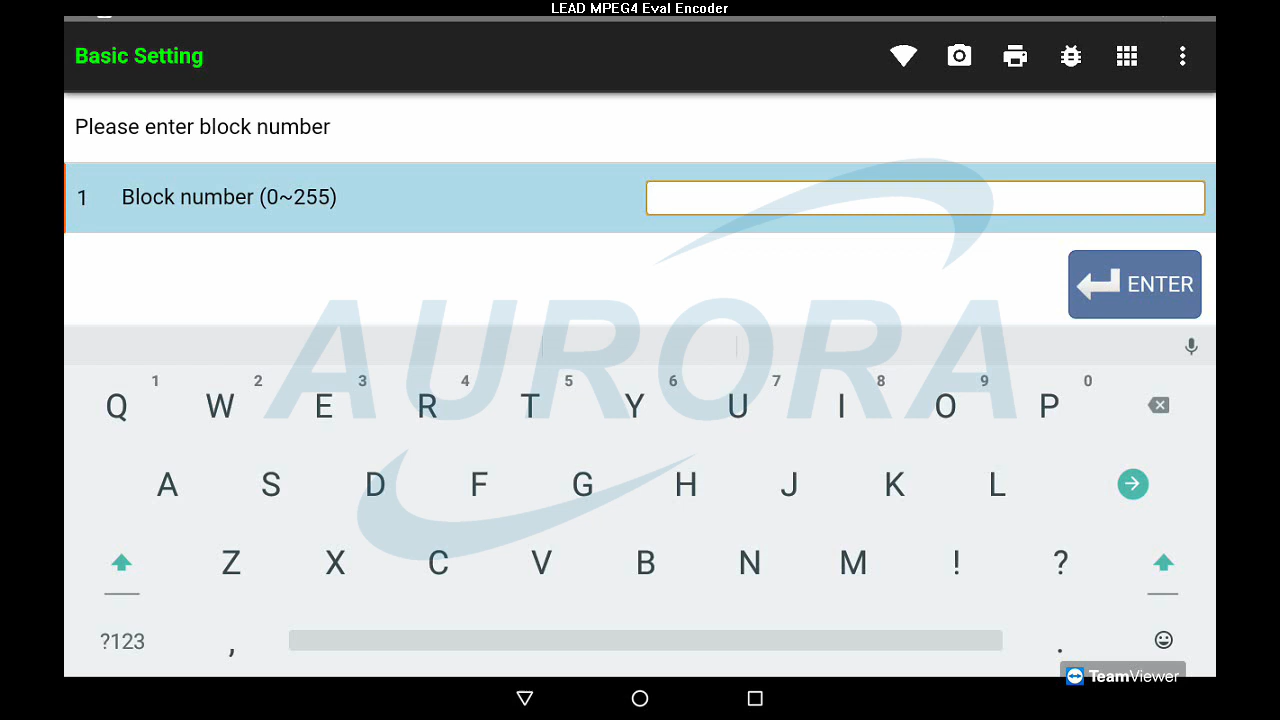 LEAD MPEG4 Eval Encoder
Basic Setting
Please enter block number
1 Block number (0~255)
ENTER
AURORA
1 2 3 4 5 6 7 8 9 0
Q W E R T Y U I O P
A S D F G H J K L
Z X C V B N M ! ?
?123 , .
TeamViewer